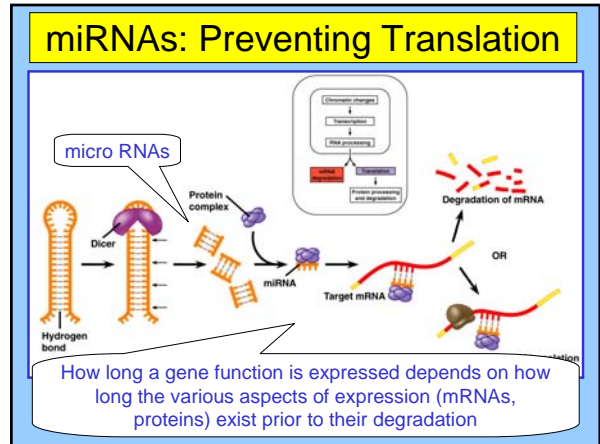 miRNAs: Preventing Translation
Chromatin changes
Transcription
RNA processing
mRNA
degradation
Translation
Protein processing
and degradation
micro RNAs
Protein
complex
Dicer
Degradation of mRNA
OR
miRNA
Target mRNA
Hydrogen
bond
How long a gene function is expressed depends on how
long the various aspects of expression (mRNAs,
proteins) exist prior to their degradation